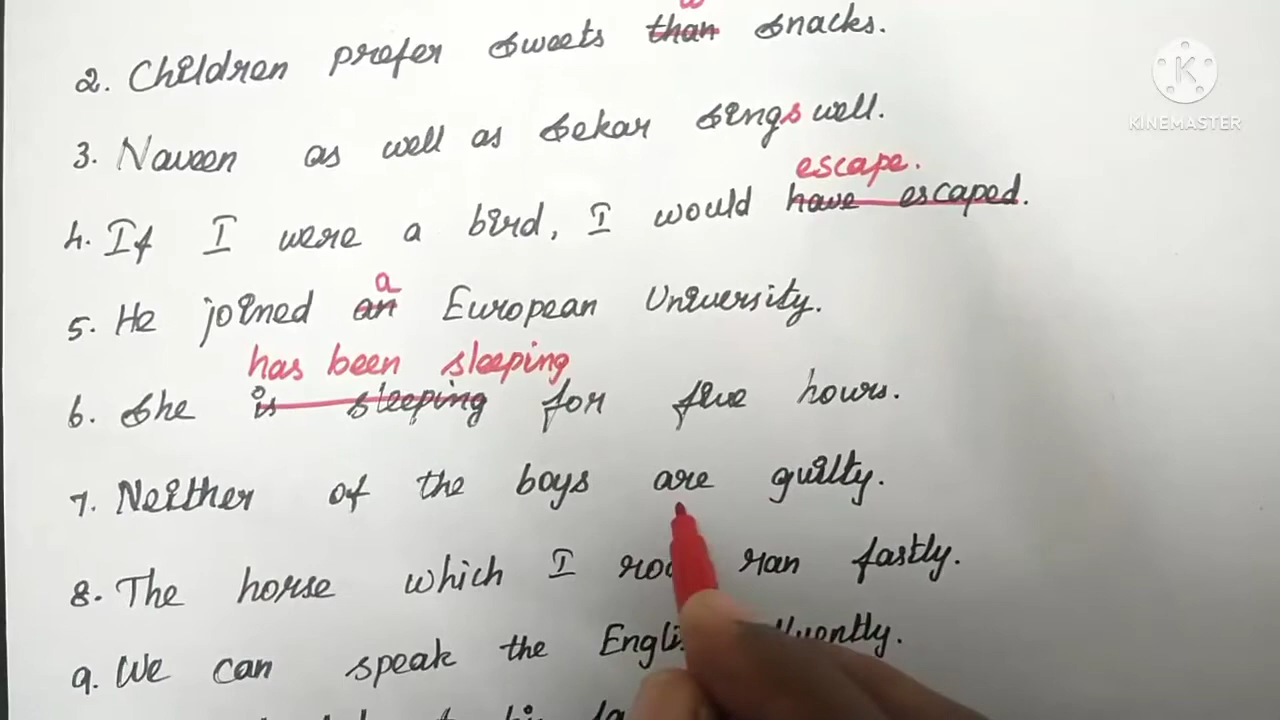 2. Children prefer sweets than snacks.
3. Naveen as well as Sekar sings well.
escape.
4. If I were a bird, I would have escaped.
a
5. He joined an European University.
has been sleeping
6. She is sleeping for five hours.
7. Neither of the boys are guilty.
8. The horse which I ran fastly.
9. We can speak the
KINEMASTER